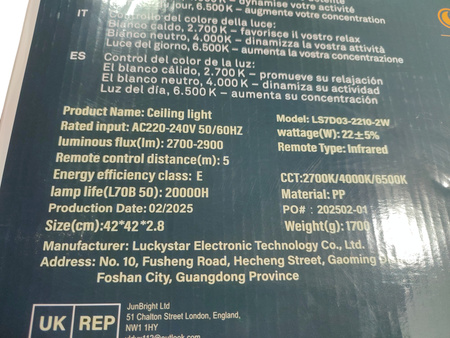 dynamise votre activité
du jour, 6.500K – augmente votre concentration
IT Controllo del colore della luce:
Bianco caldo, 2.700K – favorisce il vostro relax
Bianco neutro, 4.000K – dinamizza la vostra attività
Luce del giorno, 6.500K – aumenta la vostra concentrazione
ES Control del color de la luz:
El blanco cálido, 2.700 K – promueve su relajación
El blanco neutro, 4.000 K – dinamiza su actividad
Luz del día, 6.500 K – aumenta su concentración
Product Name: Ceiling light
Model: LS7D03-2210-2W
Rated input: AC220-240V 50/60HZ
wattage(W): 22±5%
luminous flux(lm): 2700-2900
Remote Type: Infrared
Remote control distance(m): 5
Energy efficiency class: E
CCT:2700K/4000K/6500K
lamp life(L70B 50): 20000H
Material: PP
Production Date: 02/2025
PO#: 202502-01
Size(cm):42*42*2.8
Weight(g): 1700
Manufacturer: Luckystar Electronic Technology Co., Ltd.
Address: No. 10, Fusheng Road, Hecheng Street, Gaoming
Foshan City, Guangdong Province
UK REP
JunBright Ltd
51 Chalton Street London, England,
NW1 1HY